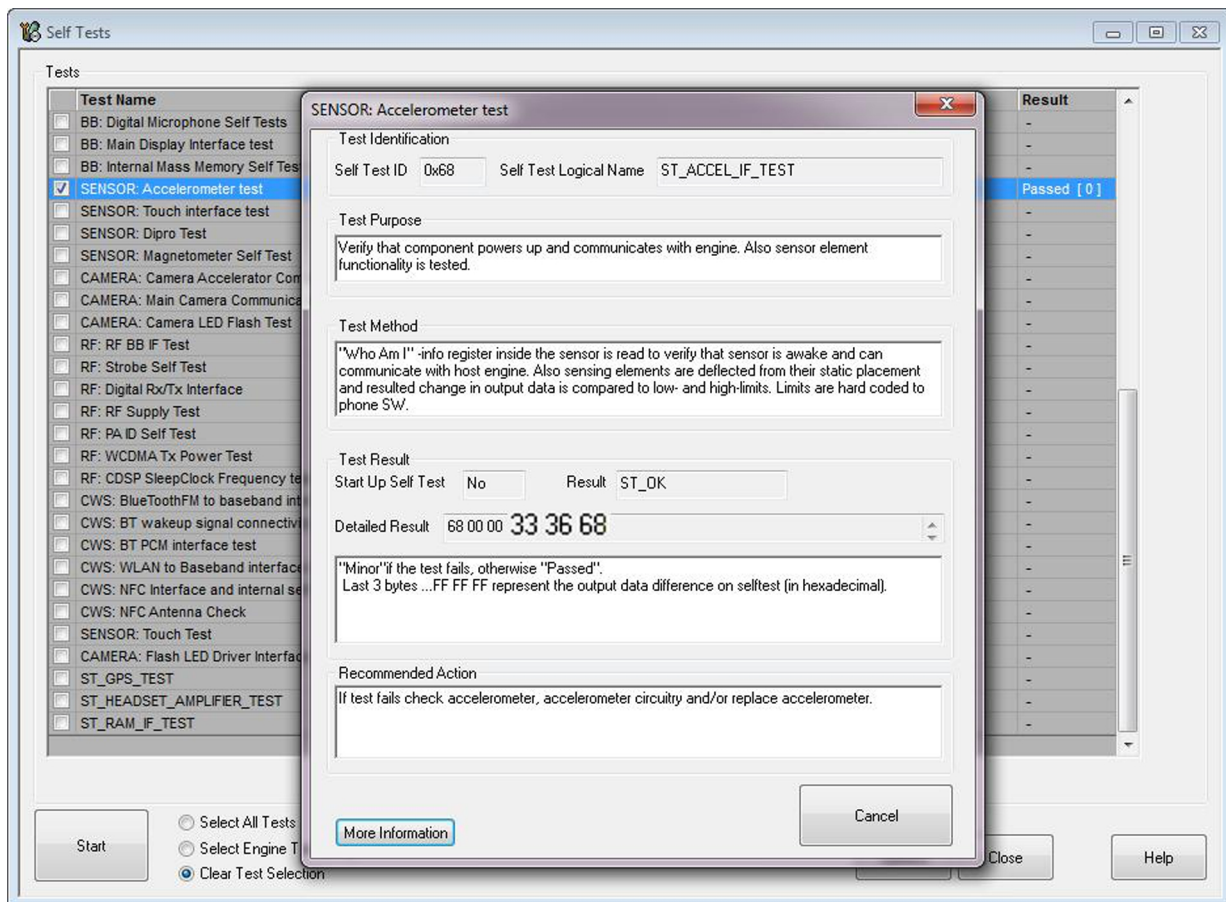 Self Tests
Tests
Test Name
Result
BB: Digital Microphone Self Tests
-
BB: Main Display Interface test
-
BB: Internal Mass Memory Self Tes
-
SENSOR: Accelerometer test
Passed [ 0 ]
SENSOR: Touch interface test
-
SENSOR: Dipro Test
-
SENSOR: Magnetometer Self Test
-
CAMERA: Camera Accelerator Com
-
CAMERA: Main Camera Communica
-
CAMERA: Camera LED Flash Test
-
RF: RF BB IF Test
-
RF: Strobe Self Test
-
RF: Digital Rx/Tx Interface
-
RF: RF Supply Test
-
RF: PA ID Self Test
-
RF: WCDMA Tx Power Test
-
RF: CDSP SleepClock Frequency te
-
CWS: BlueToothFM to baseband int
-
CWS: BT wakeup signal connectivi
-
CWS: BT PCM interface test
-
CWS: WLAN to Baseband interface
-
CWS: NFC Interface and internal se
-
CWS: NFC Antenna Check
-
SENSOR: Touch Test
-
CAMERA: Flash LED Driver Interfac
-
ST_GPS_TEST
-
ST_HEADSET_AMPLIFIER_TEST
-
ST_RAM_IF_TEST
-
SENSOR: Accelerometer test
Test Identification
Self Test ID 0x68 Self Test Logical Name ST_ACCEL_IF_TEST
Test Purpose
Verify that component powers up and communicates with engine. Also sensor element
functionality is tested.
Test Method
"Who Am I" -info register inside the sensor is read to verify that sensor is awake and can
communicate with host engine. Also sensing elements are deflected from their static placement
and resulted change in output data is compared to low- and high-limits. Limits are hard coded to
phone SW.
Test Result
Start Up Self Test No Result ST_OK
Detailed Result 68 00 00 33 36 68
"Minor"if the test fails, otherwise "Passed".
Last 3 bytes ...FF FF FF represent the output data difference on selftest (in hexadecimal).
Recommended Action
If test fails check accelerometer, accelerometer circuitry and/or replace accelerometer.
More Information
Cancel
Start
Select All Tests
Select Engine T
Clear Test Selection
Close
Help